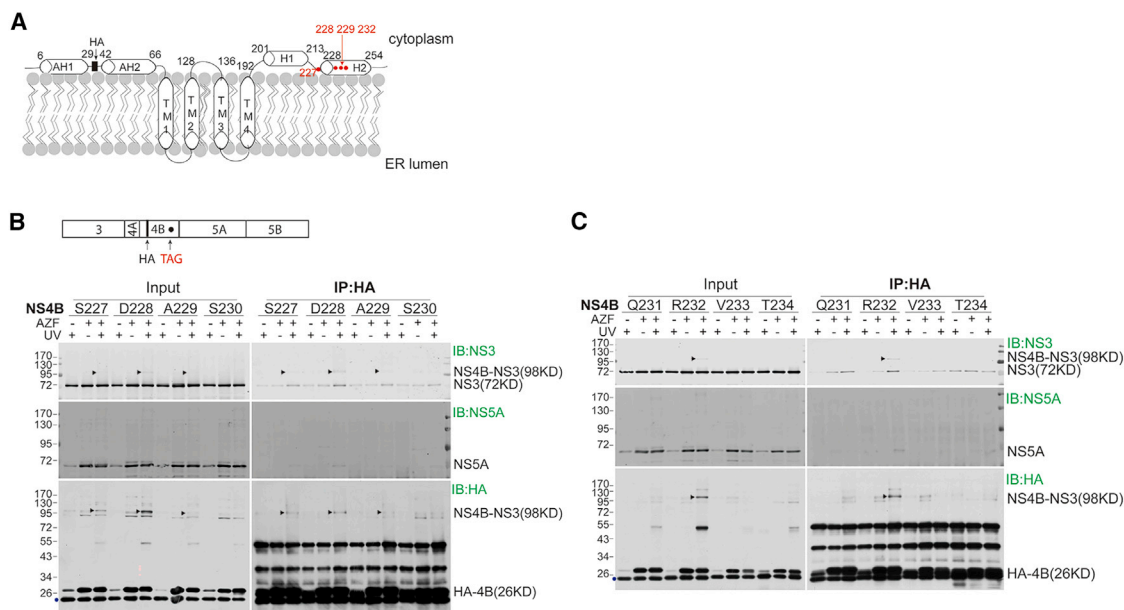 A
228 229 232
HA
cytoplasm
6 29 42 66 128 136 192 201 213 228 254
AH1 AH2 H1 227 H2
TM1 TM2 TM3 TM4
ER lumen
B
3 4A 4B 5A 5B
HA TAG
Input IP:HA
NS4B S227 D228 A229 S230 S227 D228 A229 S230
AZF - + + - + + - + + - + + - + + - + + - + + - + +
UV + - + + - + + - + + - + + - + + - + + - + + - +
IB:NS3
170
130
95
72
NS4B-NS3(98KD)
NS3(72KD)
IB:NS5A
170
130
95
72
NS5A
IB:HA
170
130
95
72
55
43
34
26
NS4B-NS3(98KD)
HA-4B(26KD)
C
Input IP:HA
NS4B Q231 R232 V233 T234 Q231 R232 V233 T234
AZF - + + - + + - + + - + + - + + - + + - + + - + +
UV + - + + - + + - + + - + + - + + - + + - + + - +
IB:NS3
170
130
95
72
NS4B-NS3(98KD)
NS3(72KD)
IB:NS5A
170
130
95
72
NS5A
IB:HA
170
130
95
72
55
43
34
26
NS4B-NS3(98KD)
HA-4B(26KD)